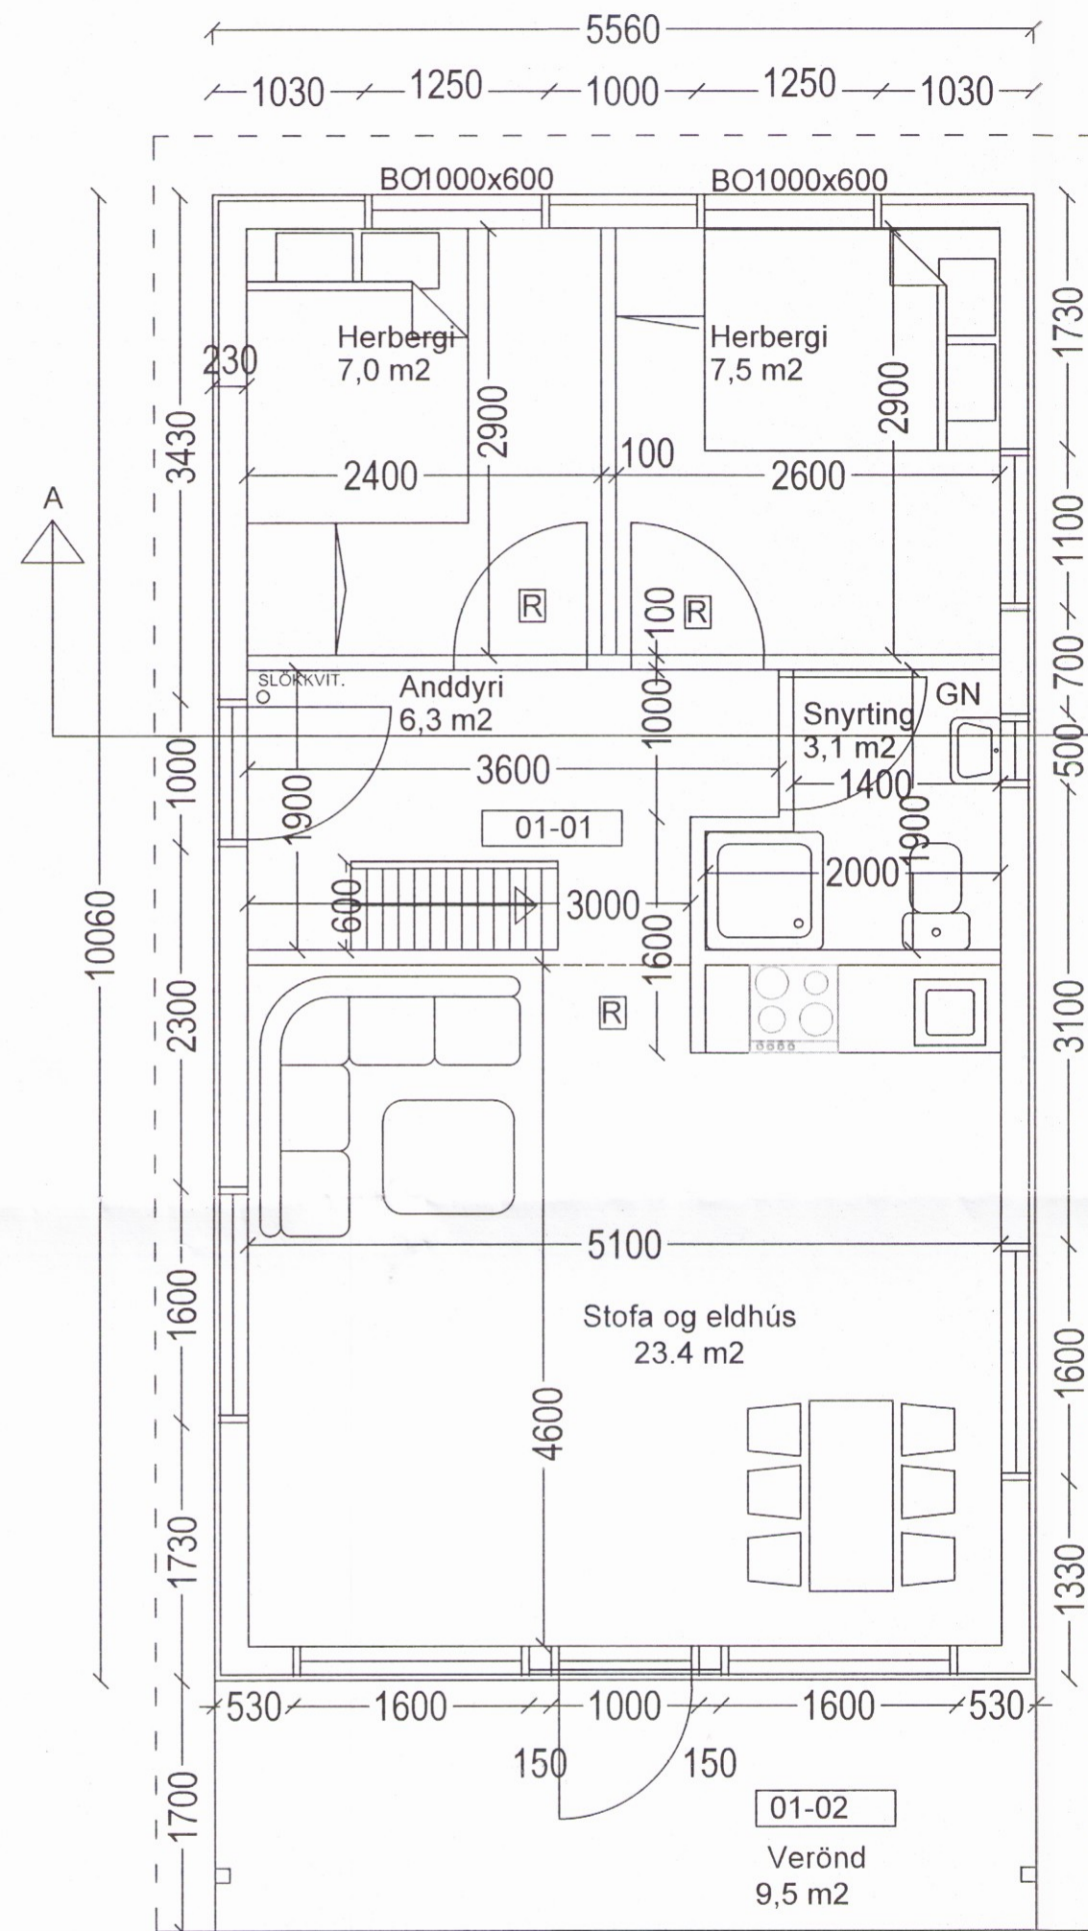 5560
1030 1250 1000 1250 1030
BO1000x600 BO1000x600
Herbergi
7,0 m2
Herbergi
7,5 m2
230
3430
2900
2900
1730
2400
100
2600
A
1100
R
R
100
700
SLÖKKVIT.
Anddyri
6,3 m2
1000
Snyrting
3,1 m2
GN
500
1000
3600
1400
1900
01-01
1900
2000
600
3000
10060
1600
2300
R
3100
5100
1600
Stofa og eldhús
23.4 m2
4600
1600
1730
1330
530 1600 1000 1600 530
150 150
1700
01-02
Verönd
9,5 m2